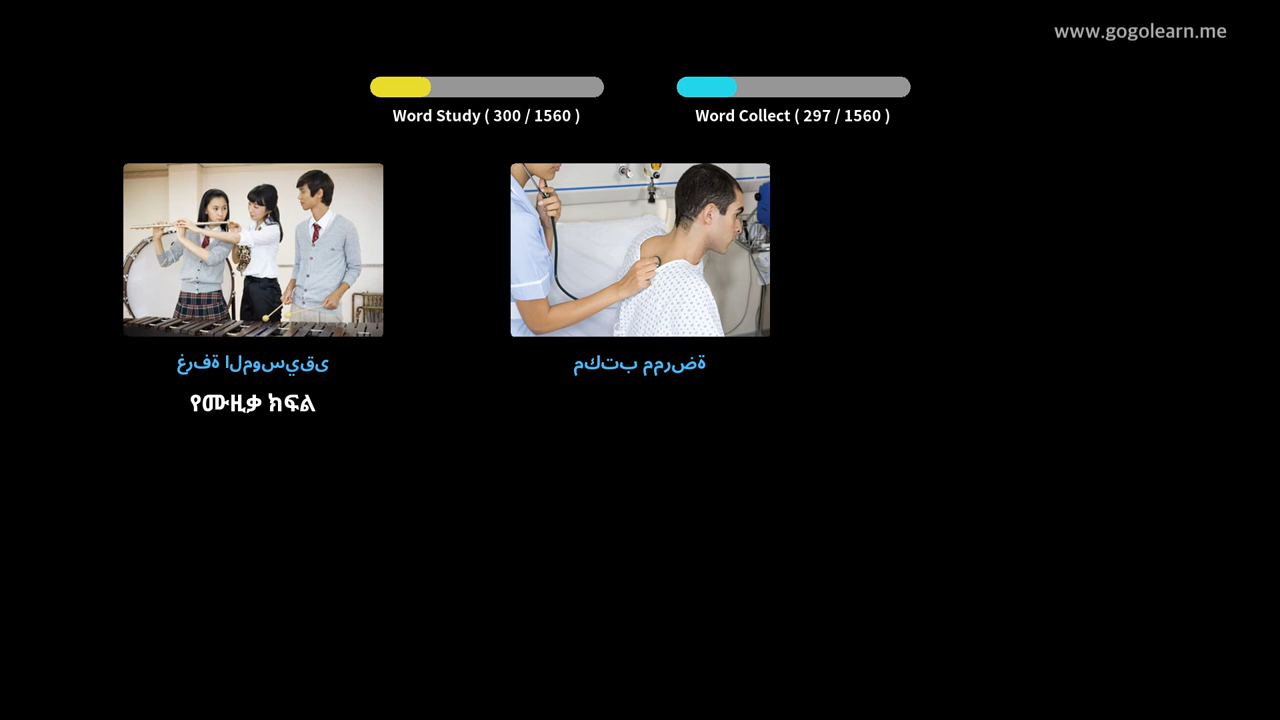 www.gogolearn.me
Word Study ( 300 / 1560 )
Word Collect ( 297 / 1560 )
غرفة الموسيقى
مكتب ممرضة
የሙዚቃ ክፍል